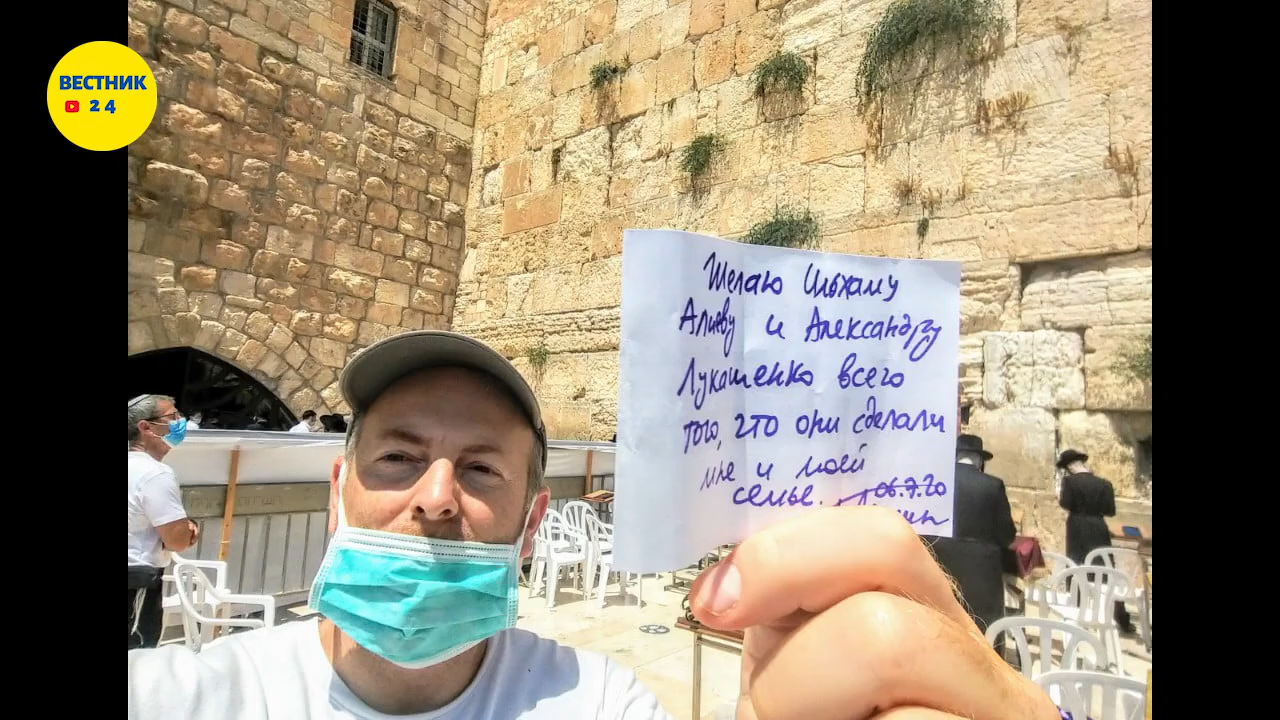 ВЕСТНИК
24
Желаю Ильхаму
Алиеву и Александру
Лукашенко всего
того, что они сделали
мне и моей
семье. 06.7.20